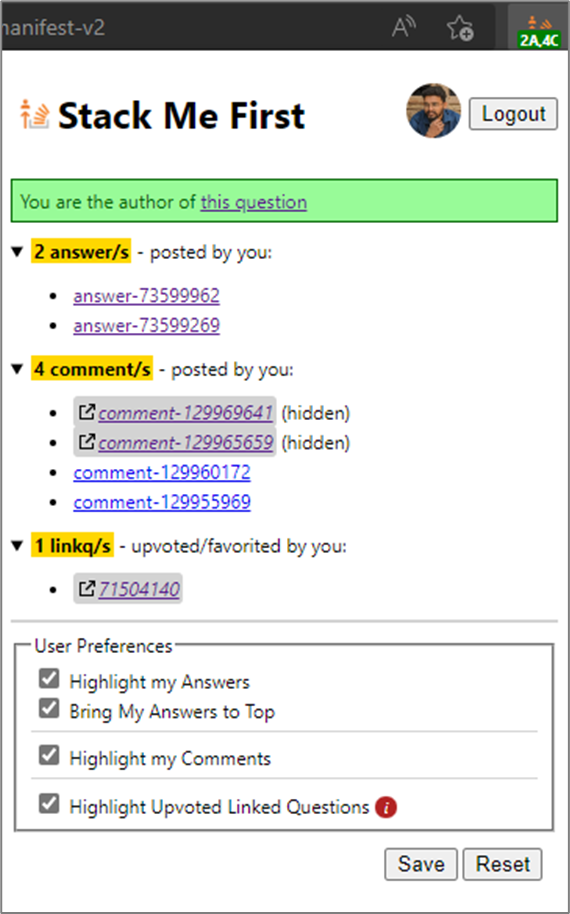 manifest-v2
2A,4C
Stack Me First
Logout
You are the author of this question
2 answer/s - posted by you:
answer-73599962
answer-73599269
4 comment/s - posted by you:
comment-129969641 (hidden)
comment-129965659 (hidden)
comment-129960172
comment-129955969
1 linkq/s - upvoted/favorited by you:
71504140
User Preferences
Highlight my Answers
Bring My Answers to Top
Highlight my Comments
Highlight Upvoted Linked Questions
Save Reset